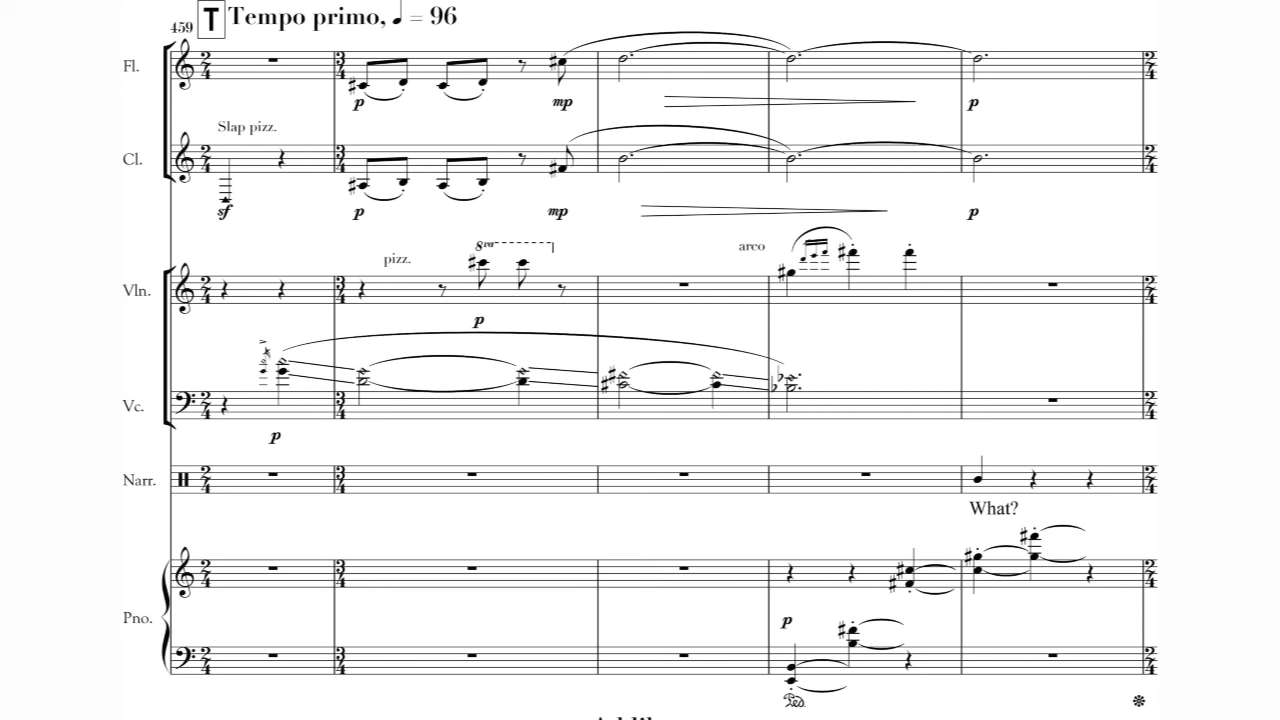 459 T Tempo primo, ♩ = 96
Fl.
p mp p
Slap pizz.
Cl.
sf p mp p
8va
pizz. arco
Vln.
p
Vc.
p
Narr.
What?
Pno.
p
Ped.